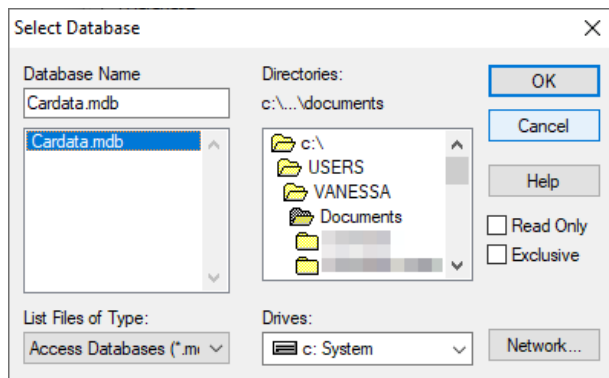 Select Database
Database Name
Cardata.mdb
Cardata.mdb
List Files of Type:
Access Databases (*.m
Directories:
c:\...\documents
c:\
USERS
VANESSA
Documents
Drives:
c: System
OK
Cancel
Help
Read Only
Exclusive
Network...